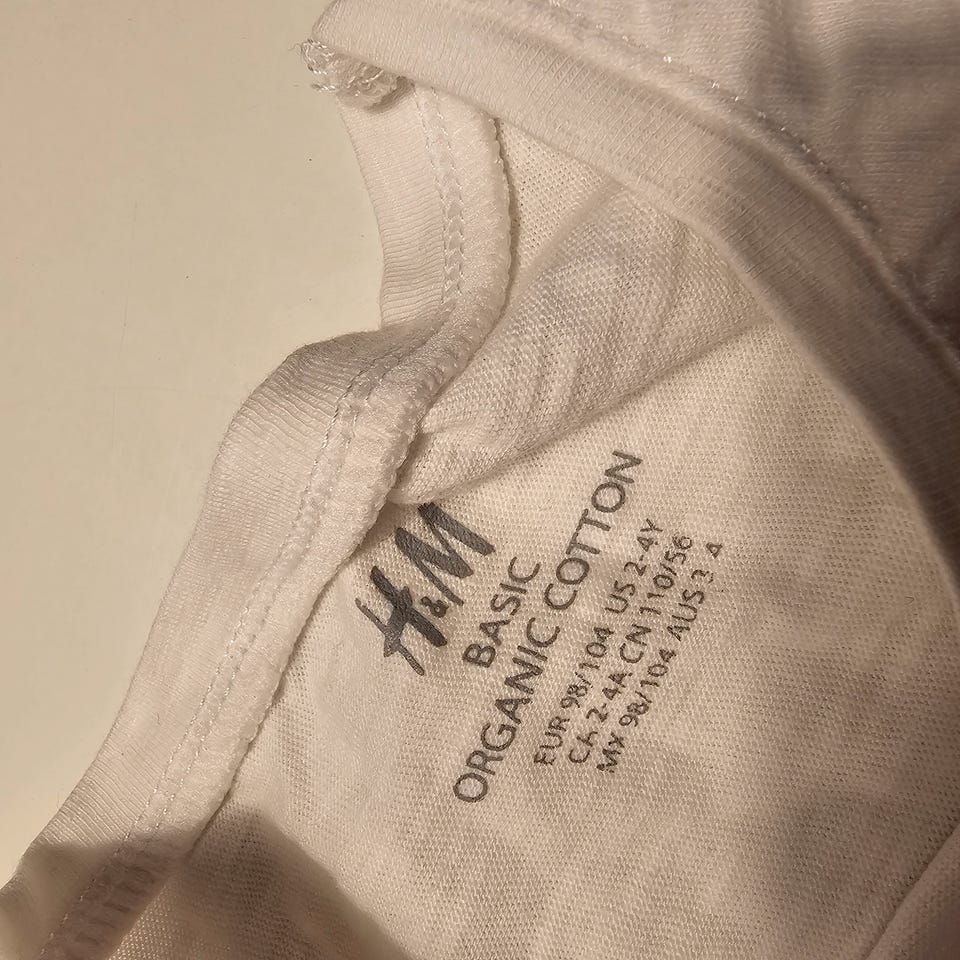 H&M
BASIC
ORGANIC COTTON
EUR 98/104 US 2-4Y
CA 2-4A CN 110/56
MX 98/104 AUS 3 4